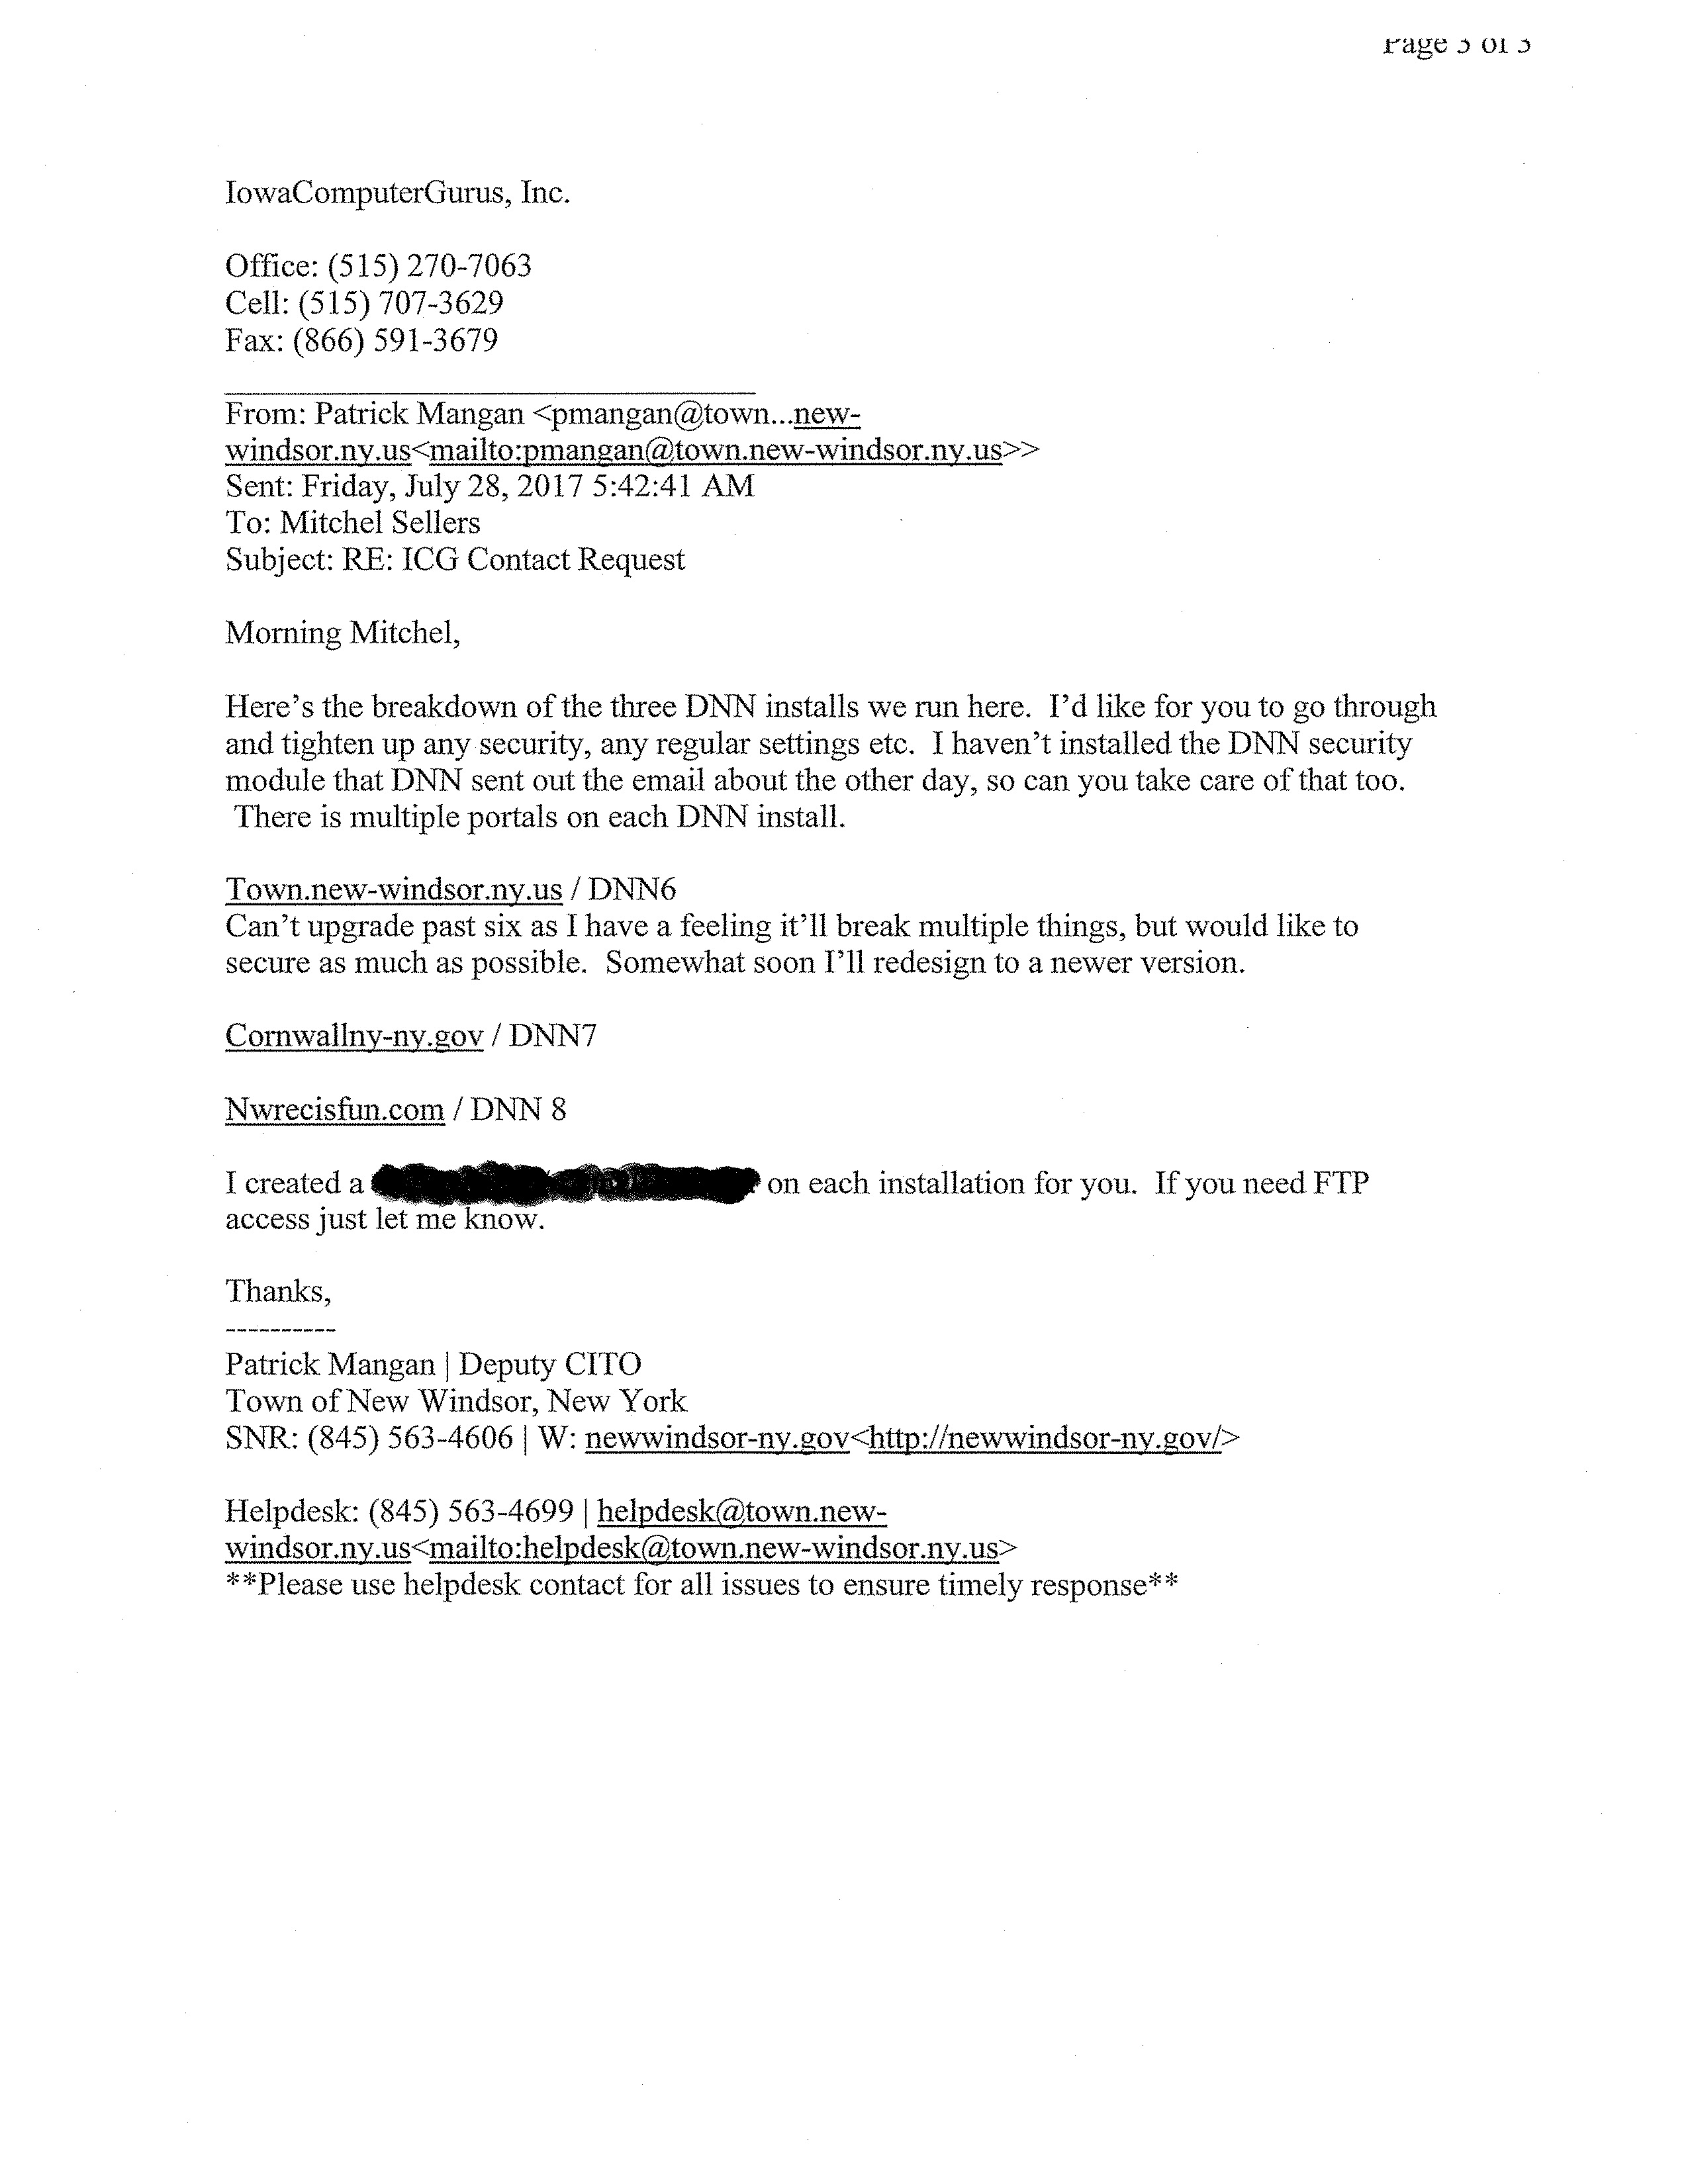 Page 3 of 3
IowaComputerGurus, Inc.
Office: (515) 270-7063
Cell: (515) 707-3629
Fax: (866) 591-3679
From: Patrick Mangan <pmangan@town...new-
windsor.ny.us<mailto:pmangan@town.new-windsor.ny.us>>
Sent: Friday, July 28, 2017 5:42:41 AM
To: Mitchel Sellers
Subject: RE: ICG Contact Request
Morning Mitchel,
Here’s the breakdown of the three DNN installs we run here.  I’d like for you to go through
and tighten up any security, any regular settings etc.  I haven’t installed the DNN security
module that DNN sent out the email about the other day, so can you take care of that too.
There is multiple portals on each DNN install.
Town.new-windsor.ny.us / DNN6
Can’t upgrade past six as I have a feeling it’ll break multiple things, but would like to
secure as much as possible.  Somewhat soon I’ll redesign to a newer version.
Cornwallny-ny.gov / DNN7
Nwrecisfun.com / DNN 8
I created a on each installation for you.  If you need FTP
access just let me know.
Thanks,
----------
Patrick Mangan | Deputy CITO
Town of New Windsor, New York
SNR: (845) 563-4606 | W: newwindsor-ny.gov<http://newwindsor-ny.gov/>
Helpdesk: (845) 563-4699 | helpdesk@town.new-
windsor.ny.us<mailto:helpdesk@town.new-windsor.ny.us>
**Please use helpdesk contact for all issues to ensure timely response**